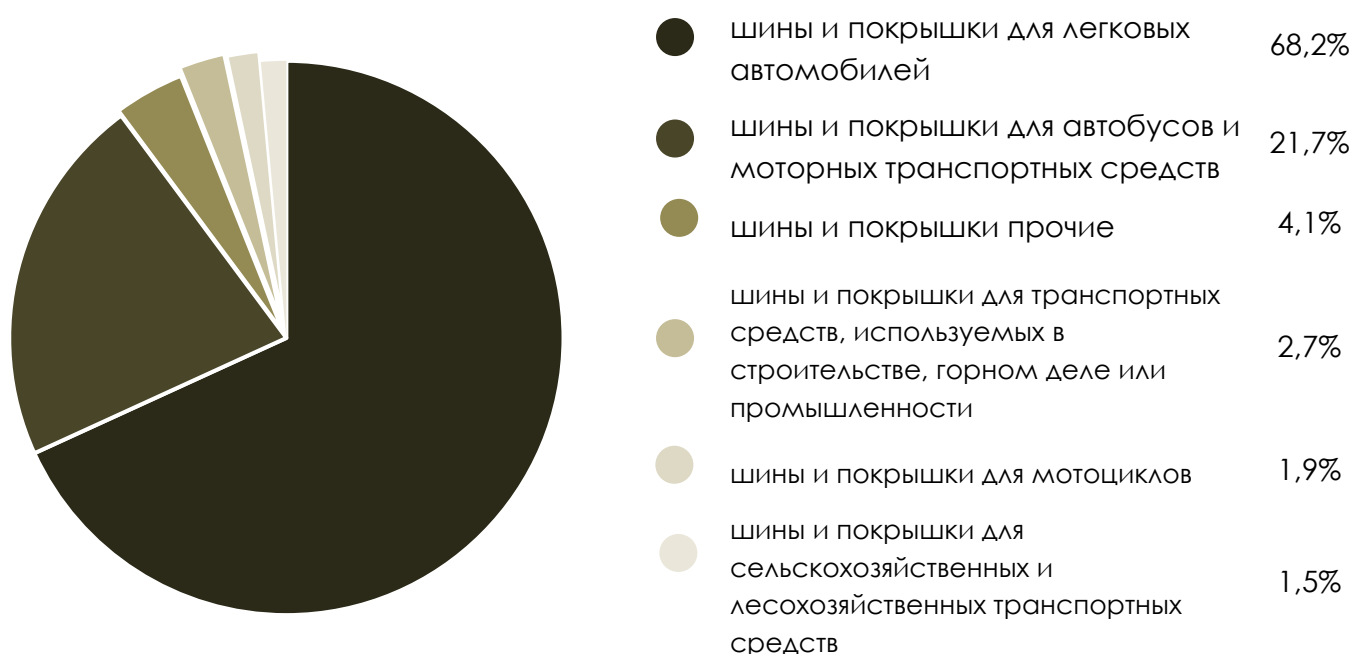 шины и покрышки для легковых
автомобилей
68,2%
шины и покрышки для автобусов и
моторных транспортных средств
21,7%
шины и покрышки прочие
4,1%
шины и покрышки для транспортных
средств, используемых в
строительстве, горном деле или
промышленности
2,7%
шины и покрышки для мотоциклов
1,9%
шины и покрышки для
сельскохозяйственных и
лесохозяйственных транспортных
средств
1,5%